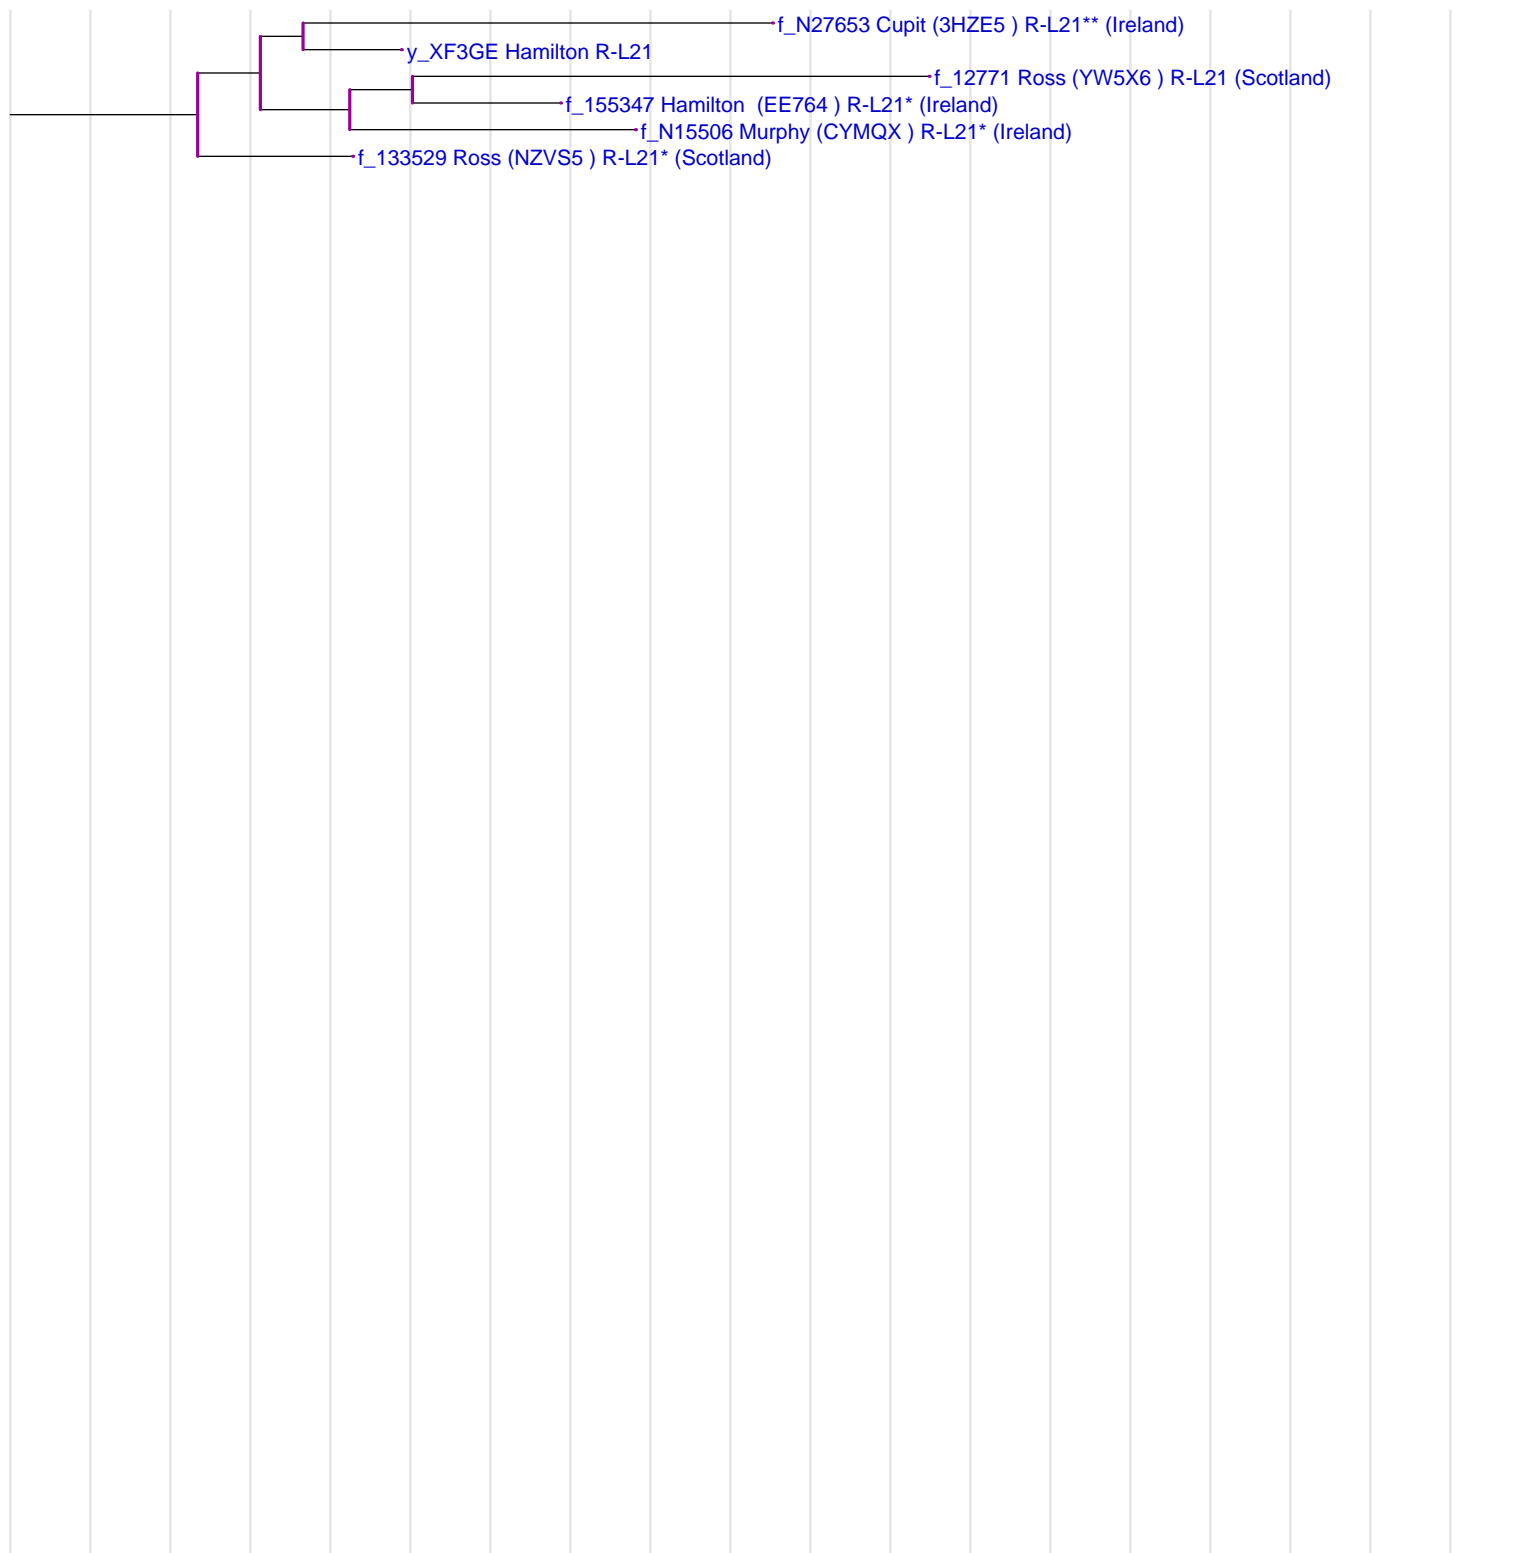 f_N27653 Cupit (3HZE5 ) R-L21** (Ireland)
y_XF3GE Hamilton R-L21
f_12771 Ross (YW5X6 ) R-L21 (Scotland)
f_155347 Hamilton  (EE764 ) R-L21* (Ireland)
f_N15506 Murphy (CYMQX ) R-L21* (Ireland)
f_133529 Ross (NZVS5 ) R-L21* (Scotland)